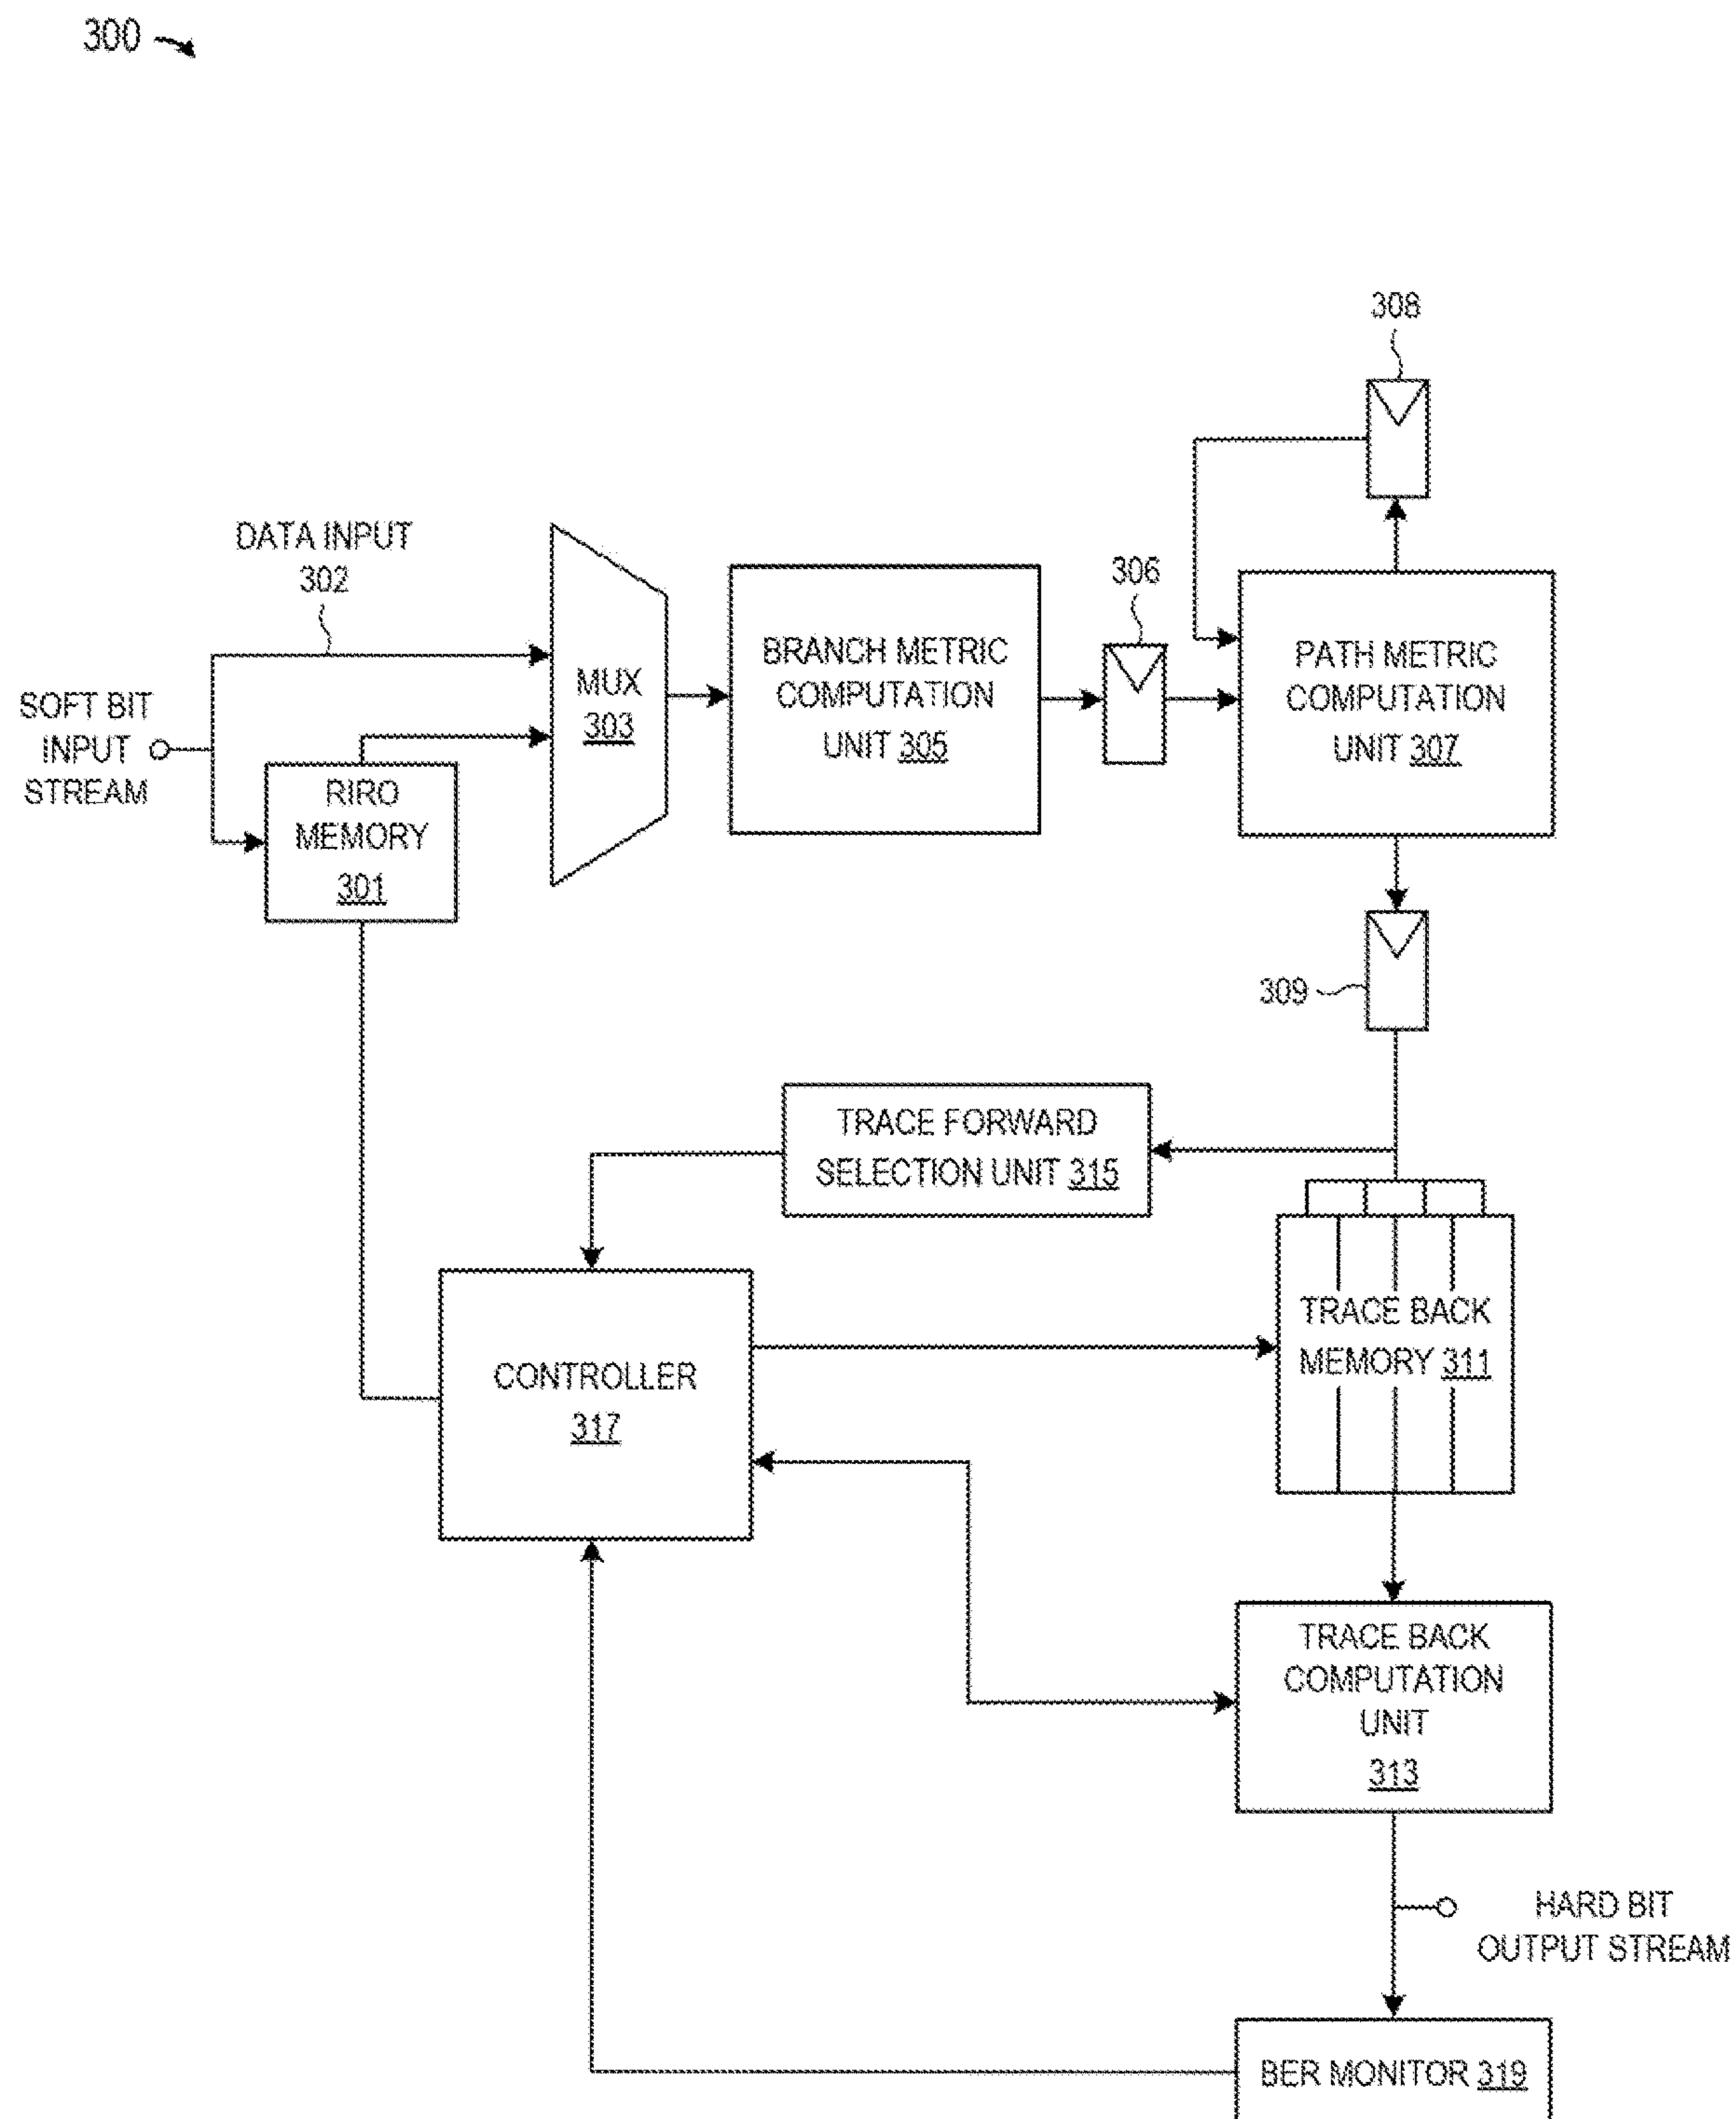 300
308
DATA INPUT
302
306
SOFT BIT
INPUT
STREAM
MUX
303
BRANCH METRIC
COMPUTATION
UNIT 305
PATH METRIC
COMPUTATION
UNIT 307
RIRO
MEMORY
301
309
TRACE FORWARD
SELECTION UNIT 315
TRACE BACK
MEMORY 311
CONTROLLER
317
TRACE BACK
COMPUTATION
UNIT
313
HARD BIT
OUTPUT STREAM
BER MONITOR 319